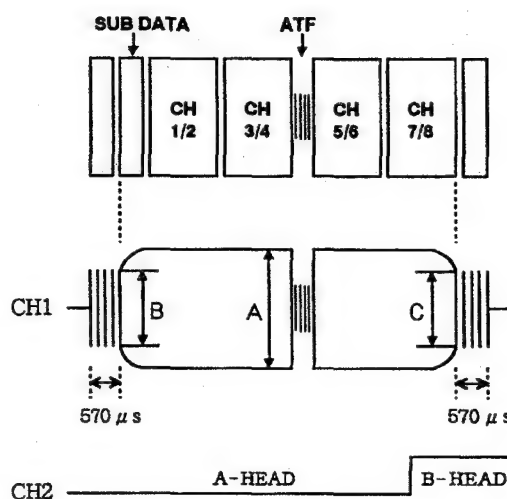 SUB DATA ATF
CH CH CH CH
1/2 3/4 5/6 7/8
CH1 B A C
570 μs 570 μs
CH2 A-HEAD B-HEAD